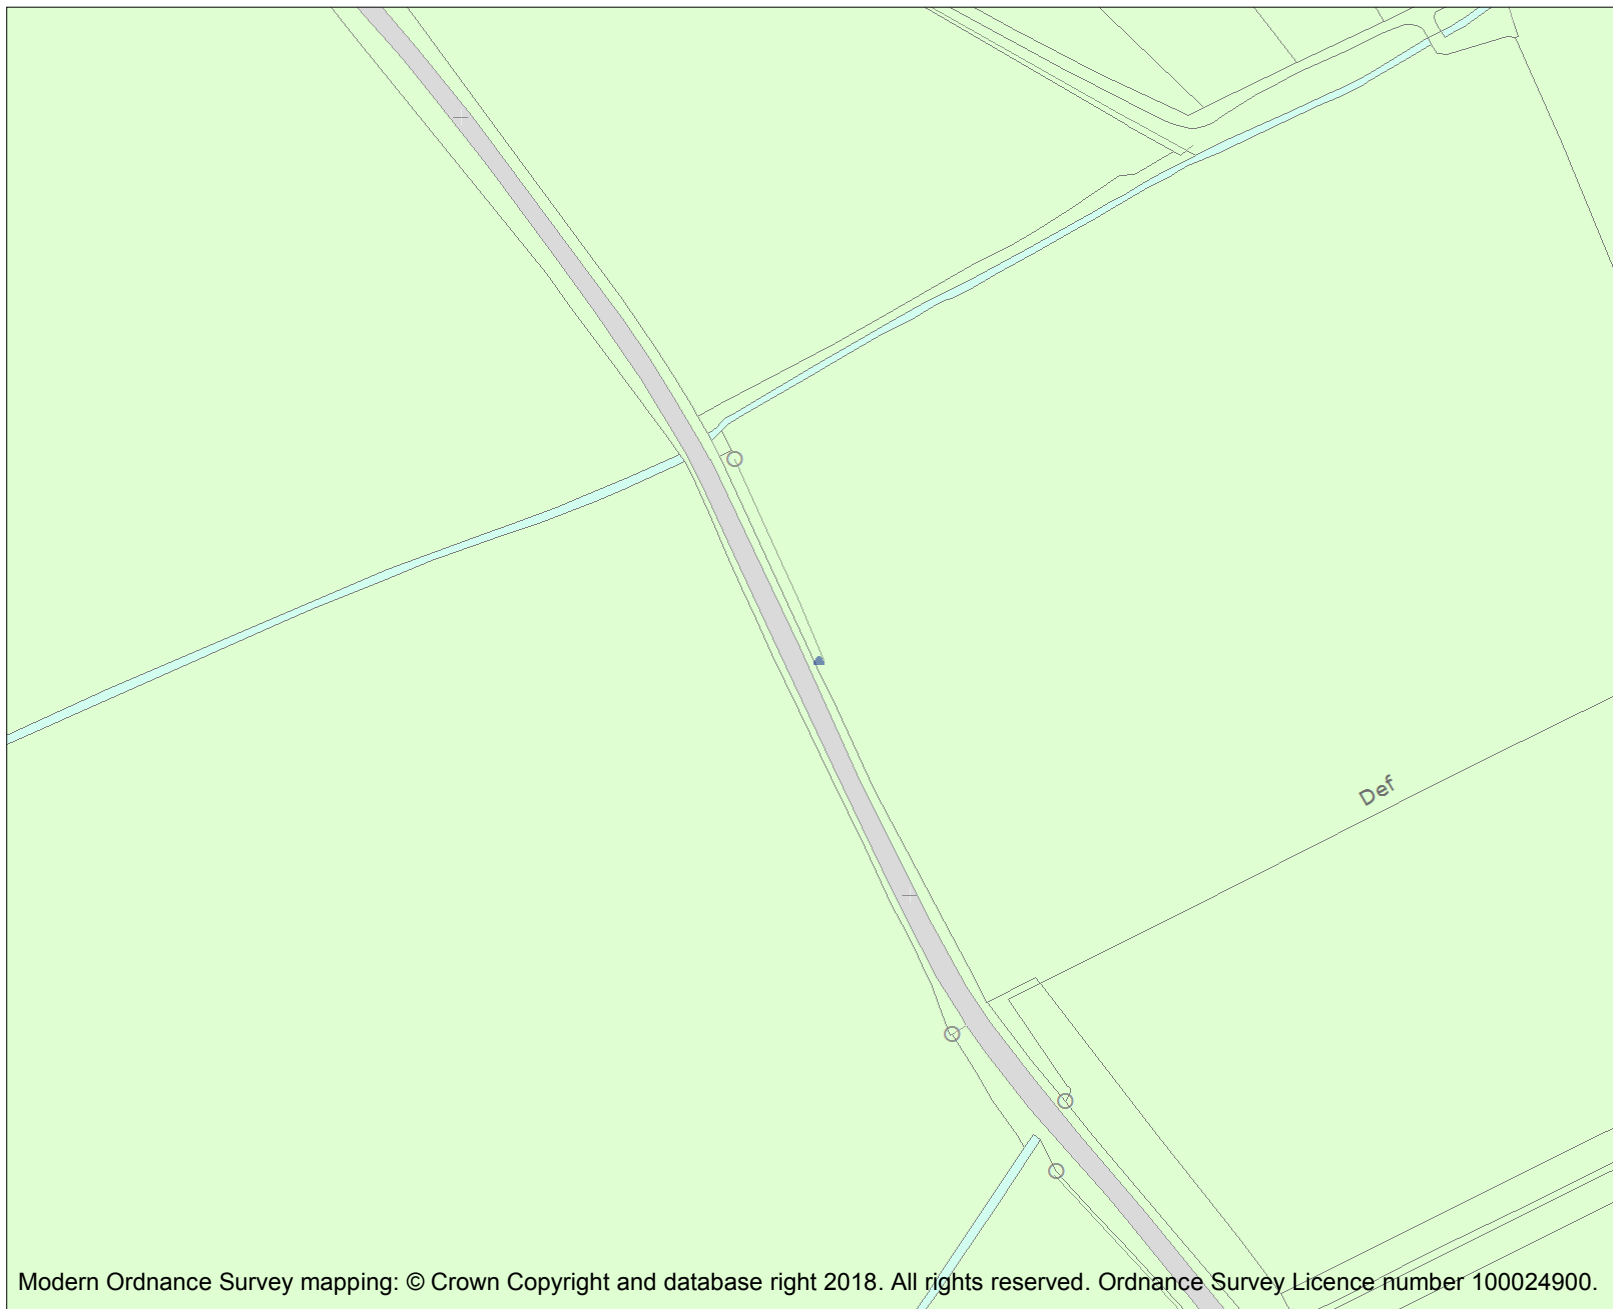 Def
Modern Ordnance Survey mapping: © Crown Copyright and database right 2018. All rights reserved. Ordnance Survey Licence number 100024900.